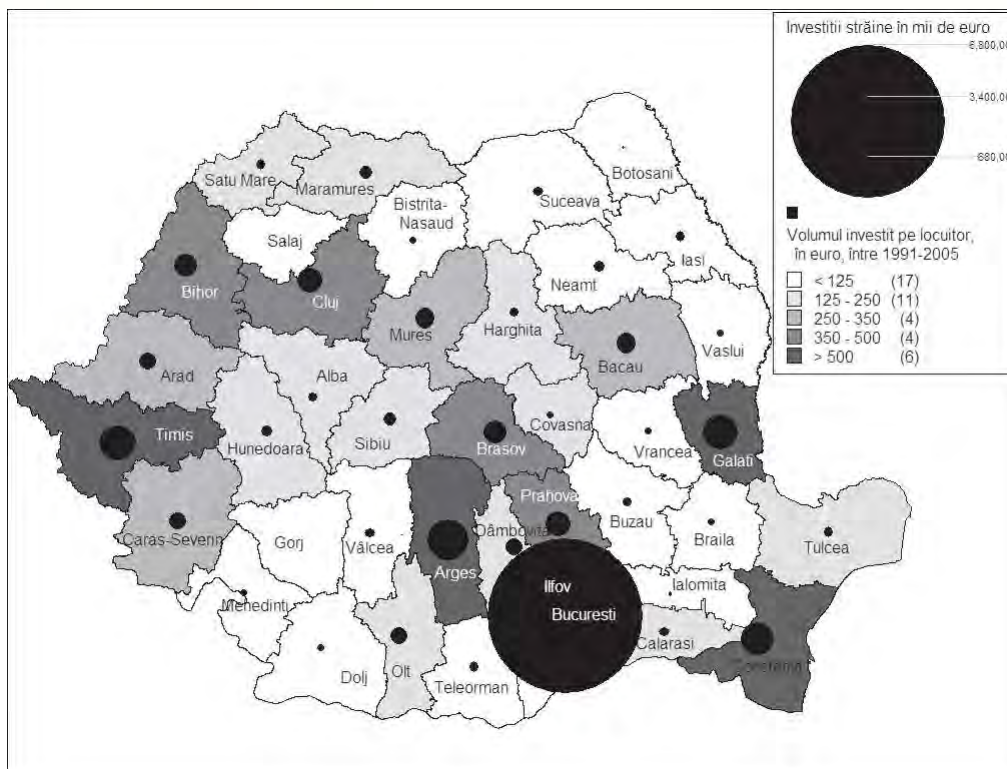 Investitii străine în mii de euro
6,800,00
3,400,00
680,00
Volumul investit pe locuitor,
în euro, între 1991-2005
< 125 (17)
125 - 250 (11)
250 - 350 (4)
350 - 500 (4)
> 500 (6)
Botosani
Satu Mare
Maramures
Suceava
Bistrita-
Nasaud
Salaj
Iasi
Neamt
Bihor
Cluj
Mures
Harghita
Bacau
Vaslui
Arad
Alba
Timis
Hunedoara
Sibiu
Brasov
Covasna
Vrancea
Galati
Prahova
Caras-Severin
Gorj
Vâlcea
Arges
Dâmbovita
Buzau
Braila
Tulcea
Menedinti
Ilfov
Bucuresti
Ialomita
Calarasi
Dolj
Olt
Teleorman